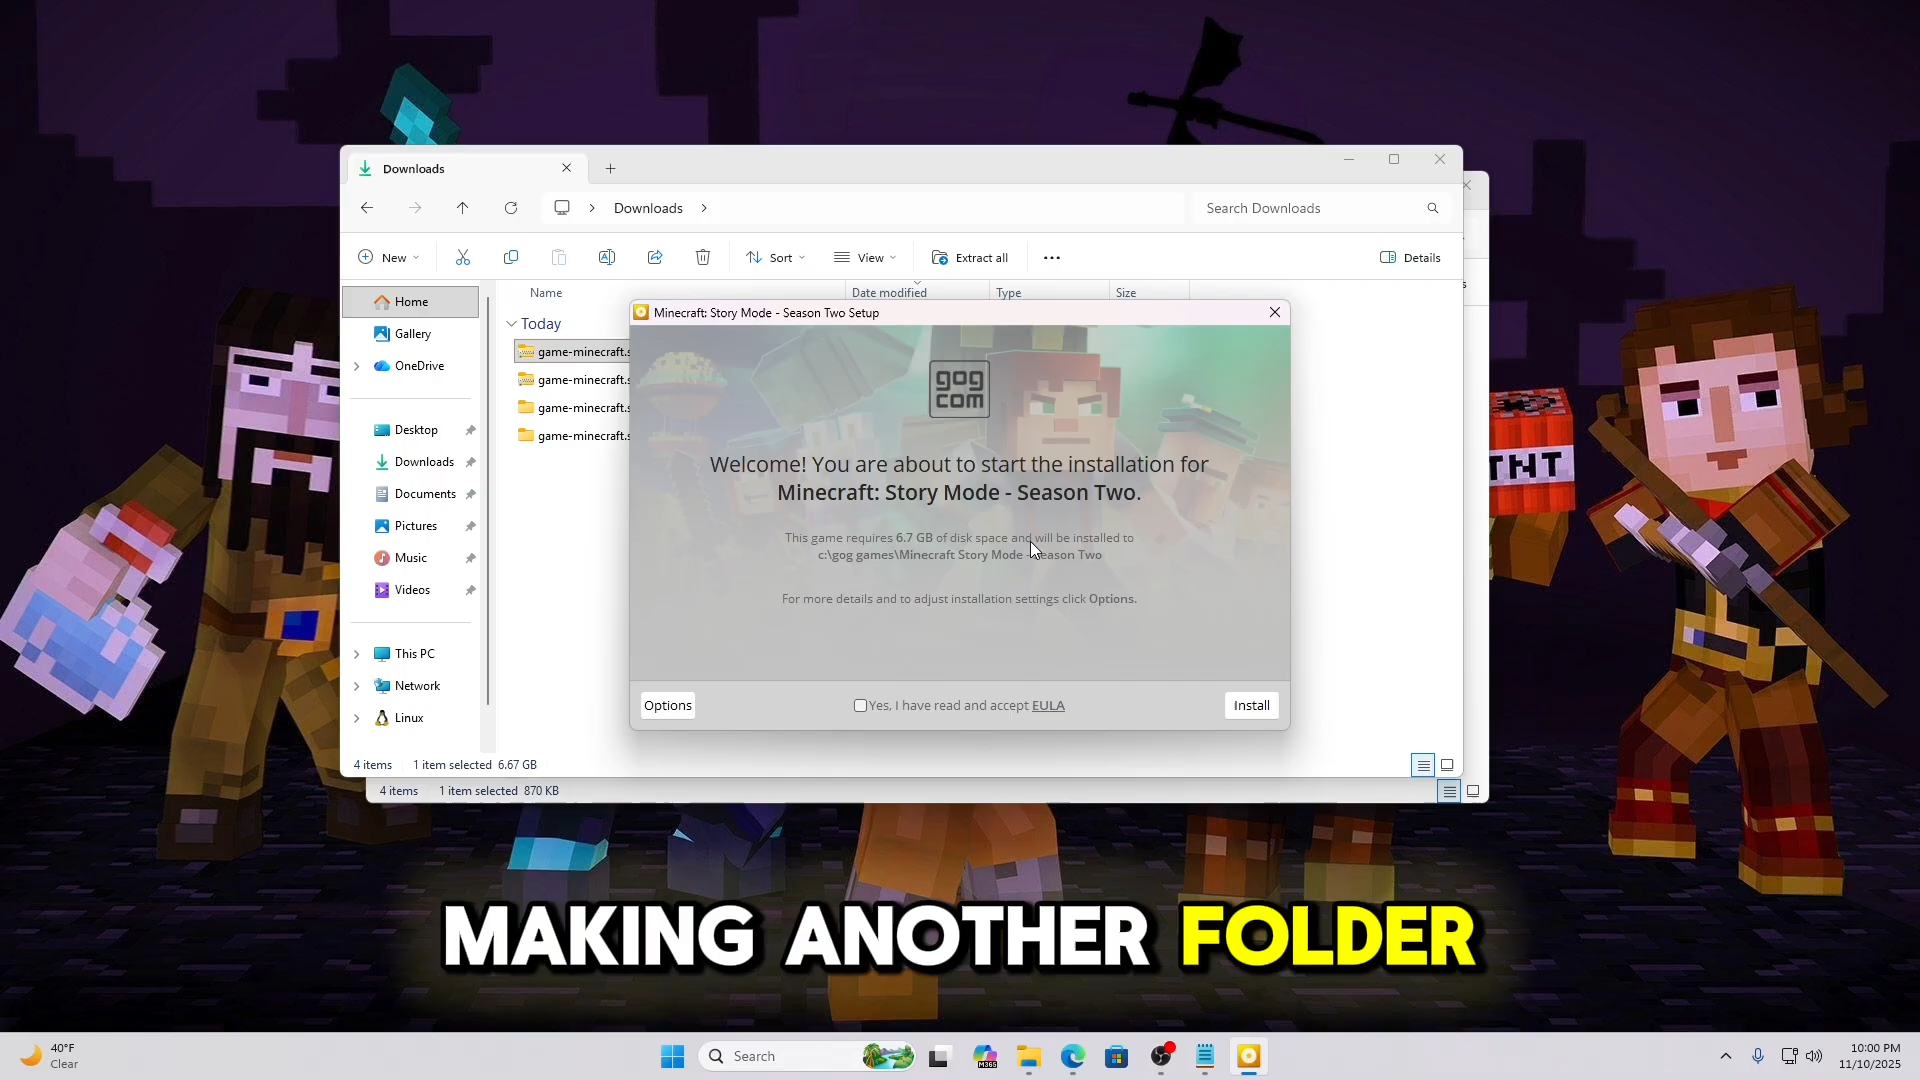 Downloads
Downloads
Search Downloads
New
Sort
View
Extract all
Details
Home
Gallery
OneDrive
Desktop
Downloads
Documents
Pictures
Music
Videos
This PC
Network
Linux
Name
Date modified
Type
Size
Today
game-minecraft.s
game-minecraft.s
game-minecraft.s
game-minecraft.s
Minecraft: Story Mode - Season Two Setup
gog
com
Welcome! You are about to start the installation for
Minecraft: Story Mode - Season Two.
This game requires 6.7 GB of disk space and will be installed to
c:\gog games\Minecraft Story Mode - Season Two
For more details and to adjust installation settings click Options.
Options
Yes, I have read and accept EULA
Install
4 items 1 item selected 6.67 GB
4 items 1 item selected 870 KB
TNT
MAKING ANOTHER FOLDER
40°F
Clear
Search
M365
10:00 PM
11/10/2025